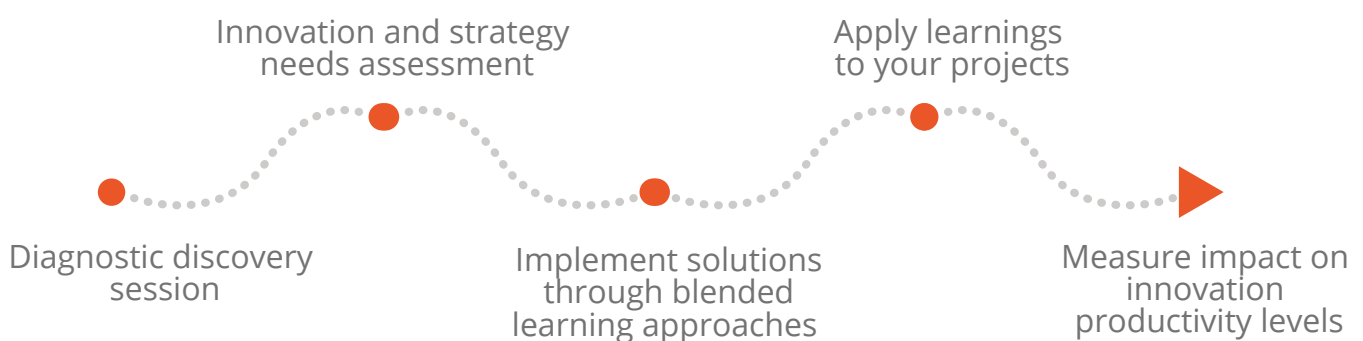 Innovation and strategy
needs assessment
Apply learnings
to your projects
Diagnostic discovery
session
Implement solutions
through blended
learning approaches
Measure impact on
innovation
productivity levels